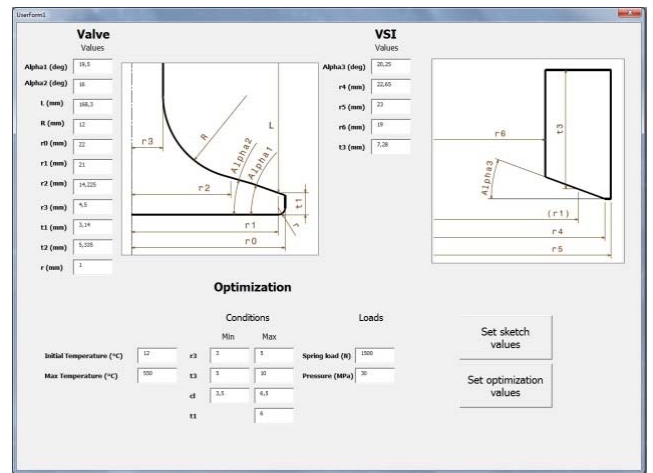 UserForm1
Valve
Values
Alpha1 (deg) 19,5
Alpha2 (deg) 16
L (mm) 168,3
R (mm) 12
r0 (mm) 22
r1 (mm) 21
r2 (mm) 14,225
r3 (mm) 4,5
t1 (mm) 3,14
t2 (mm) 5,335
r (mm) 1
r3
R
L
Alpha2
Alpha1
r2
t1
r1
r
r0
VSI
Values
Alpha3 (deg) 20,25
r4 (mm) 22,65
r5 (mm) 23
r6 (mm) 19
t3 (mm) 7,28
r6
t3
Alpha3
(r1)
r4
r5
Optimization
Conditions
Loads
Min Max
Initial Temperature (°C) 12 r3 3 5 Spring load (N) 1500
Max Temperature (°C) 550 t3 5 10 Pressure (MPa) 30
cl 3,5 6,5
t1 6
Set sketch
values
Set optimization
values